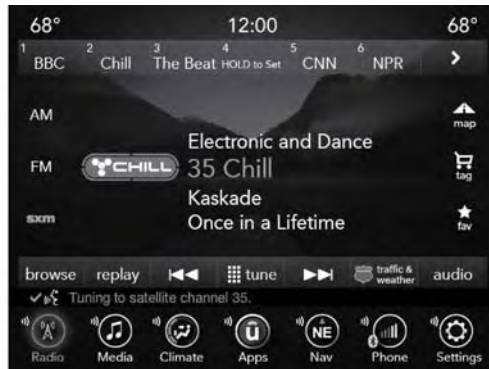 68° 12:00 68°
1 BBC 2 Chill 3 The Beat 4 HOLD to Set 5 CNN 6 NPR
AM
map
Electronic and Dance
FM CHILL 35 Chill
tag
Kaskade
sxm Once in a Lifetime
fav
browse replay tune traffic & weather audio
Tuning to satellite channel 35.
ū NE
Radio Media Climate Apps Nav Phone Settings